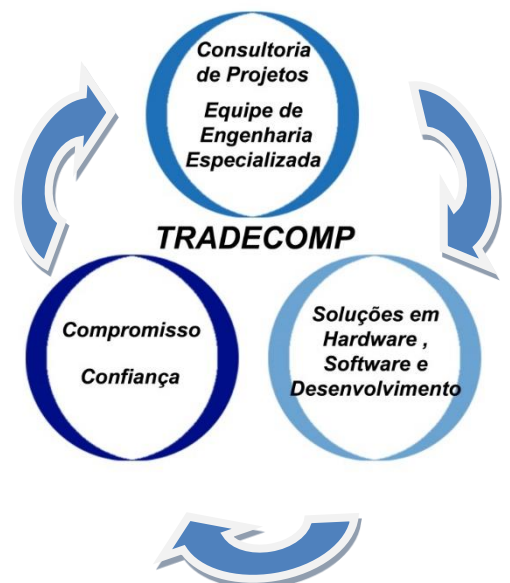 Consultoria
de Projetos
Equipe de
Engenharia
Especializada
TRADECOMP
Compromisso
Confiança
Soluções em
Hardware ,
Software e
Desenvolvimento